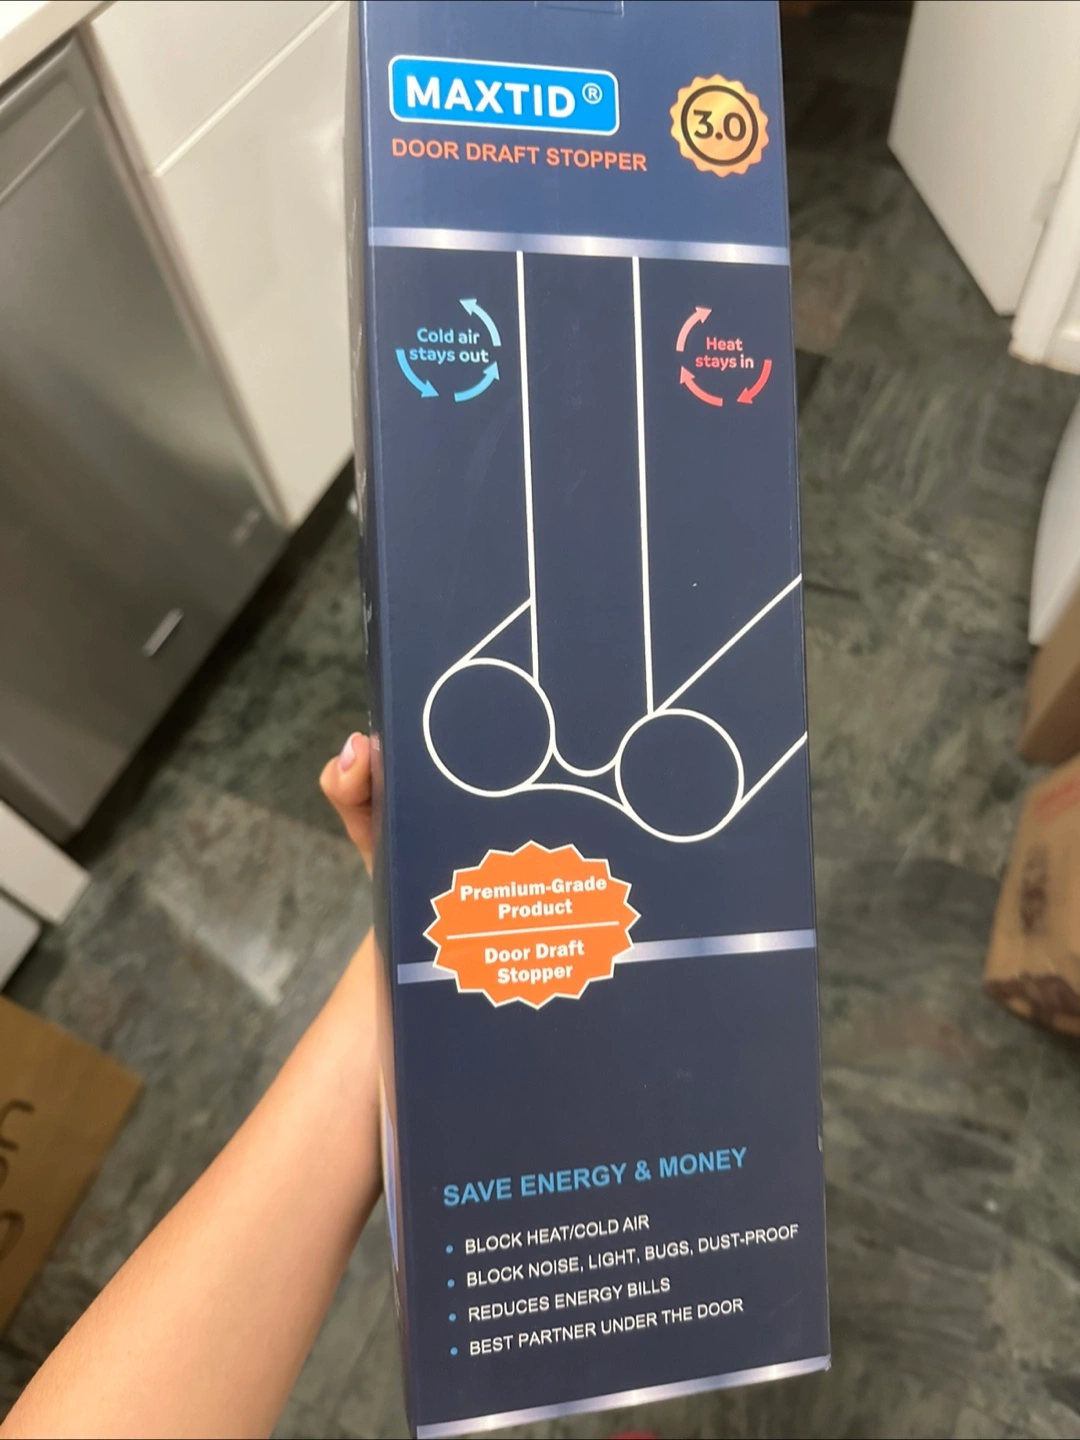 MAXTID®
3.0
DOOR DRAFT STOPPER
Cold air
stays out
Heat
stays in
Premium-Grade
Product
Door Draft
Stopper
SAVE ENERGY & MONEY
• BLOCK HEAT/COLD AIR
• BLOCK NOISE, LIGHT, BUGS, DUST-PROOF
• REDUCES ENERGY BILLS
• BEST PARTNER UNDER THE DOOR